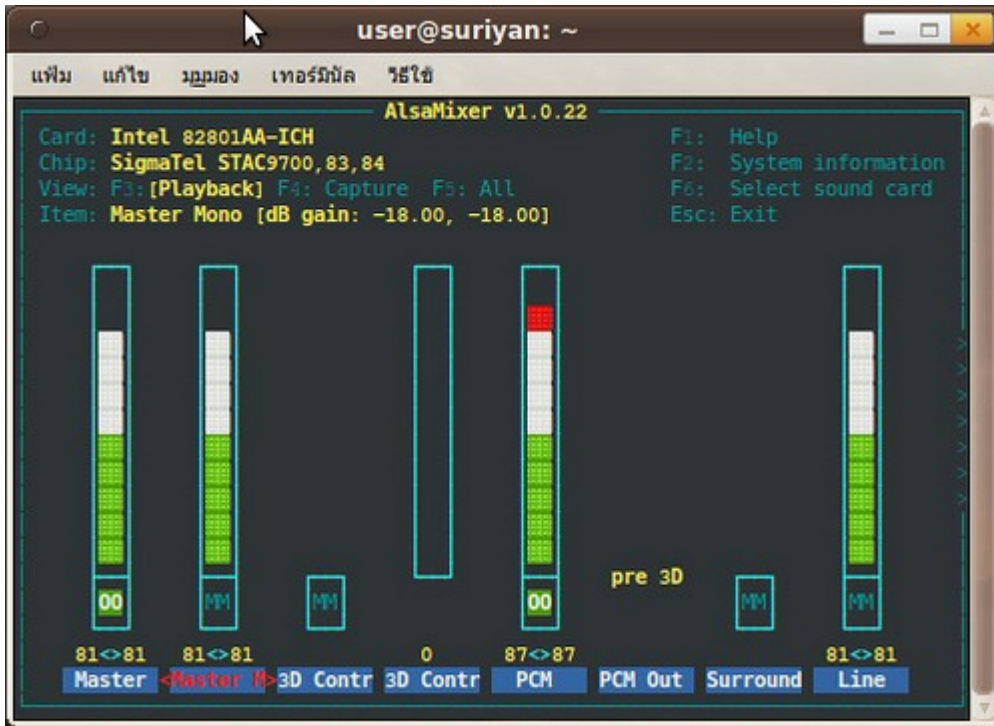 user@suriyan: ~
แฟ้ม แก้ไข มุมมอง เทอร์มินัล วิธีใช้
AlsaMixer v1.0.22
Card: Intel 82801AA-ICH F1: Help
Chip: SigmaTel STAC9700,83,84 F2: System information
View: F3:[Playback] F4: Capture F5: All F6: Select sound card
Item: Master Mono [dB gain: -18.00, -18.00] Esc: Exit
>
>
>
>
>
>
>
pre 3D
OO MM MM OO MM MM
81<>81 81<>81 0 87<>87 81<>81
Master <Master M>3D Contr 3D Contr PCM PCM Out Surround Line